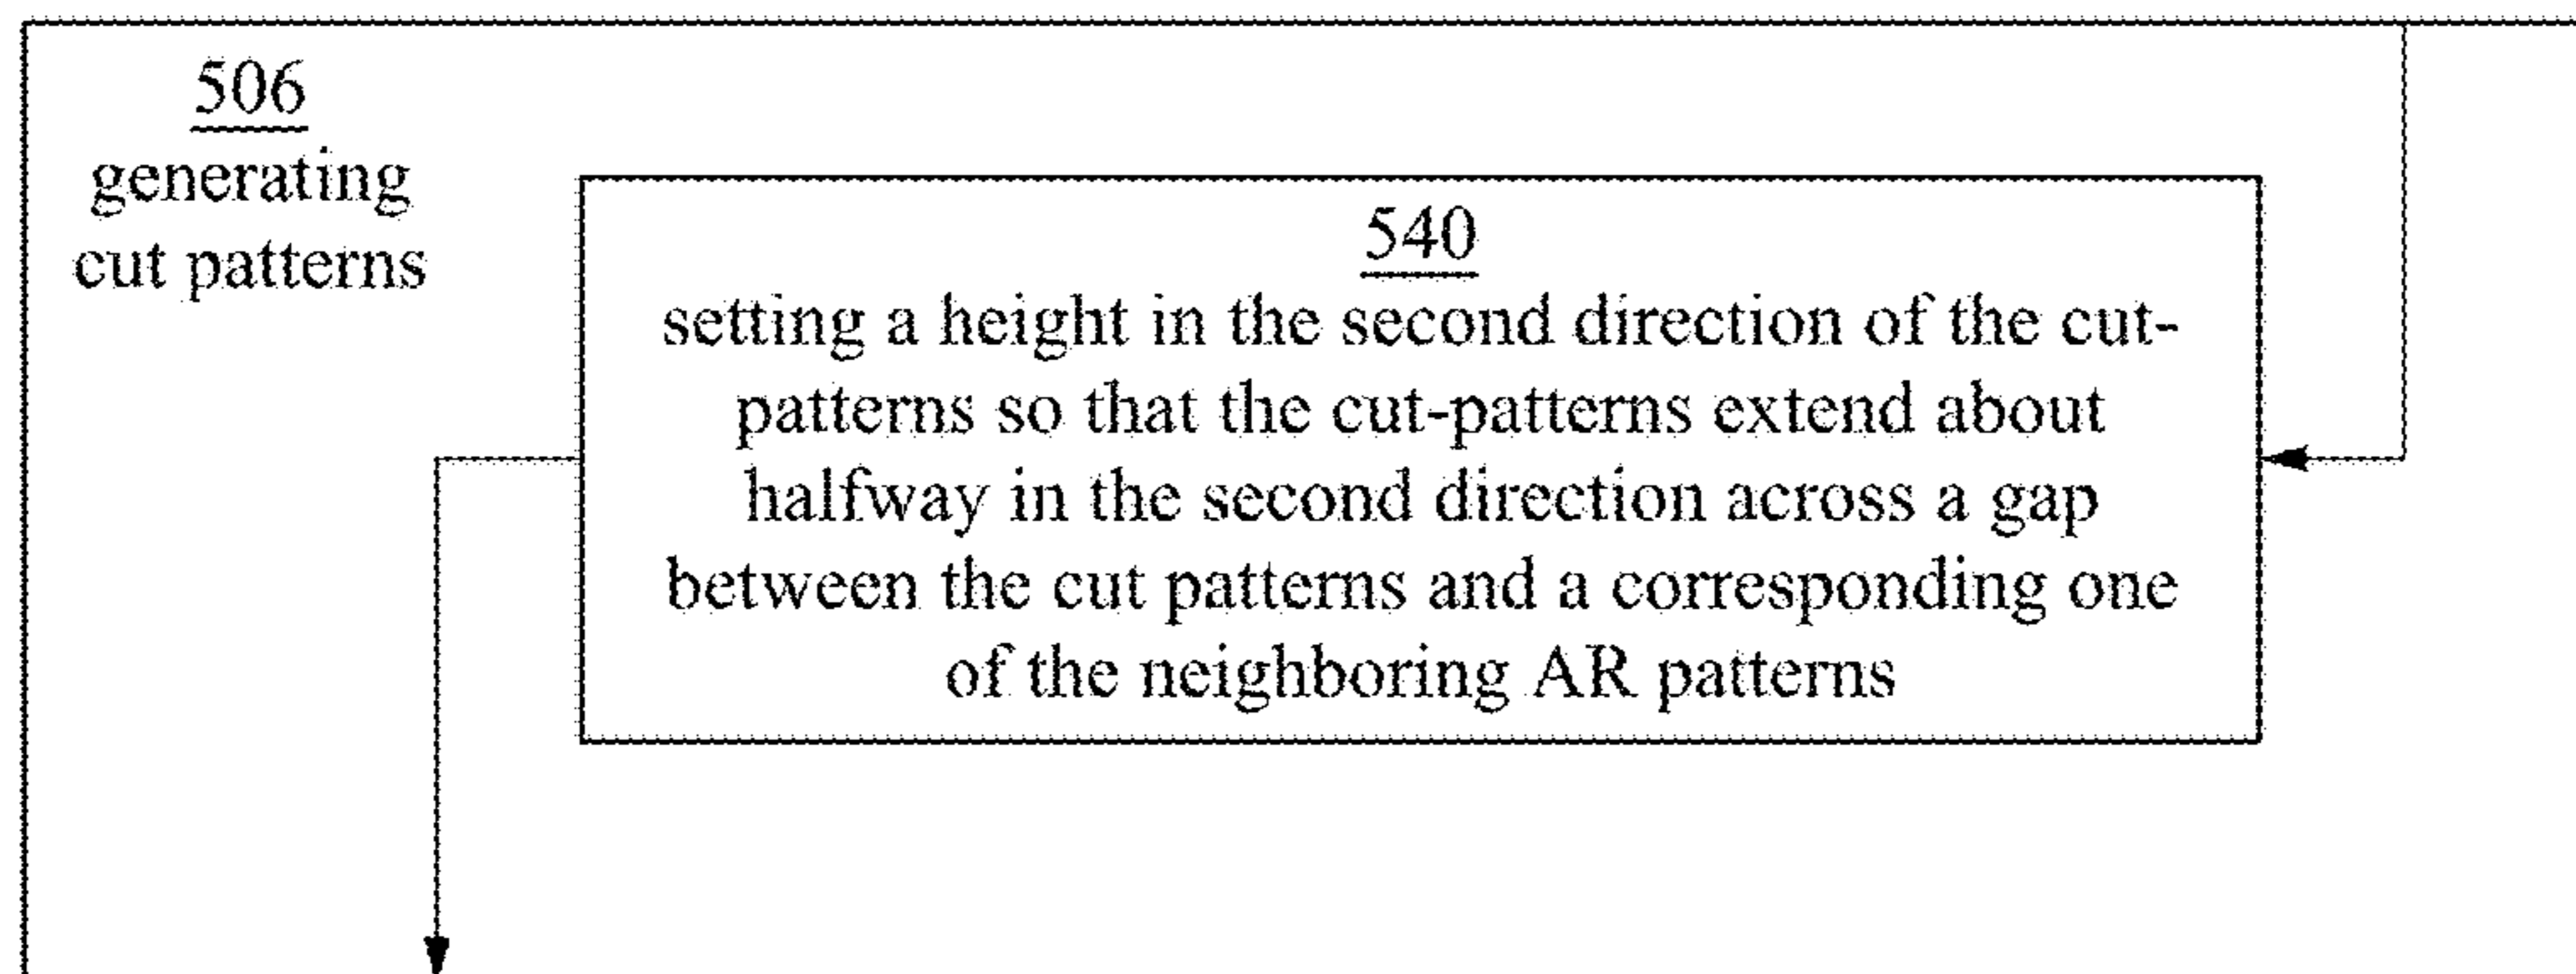 506
generating
cut patterns
540
setting a height in the second direction of the cut-
patterns so that the cut-patterns extend about
halfway in the second direction across a gap
between the cut patterns and a corresponding one
of the neighboring AR patterns